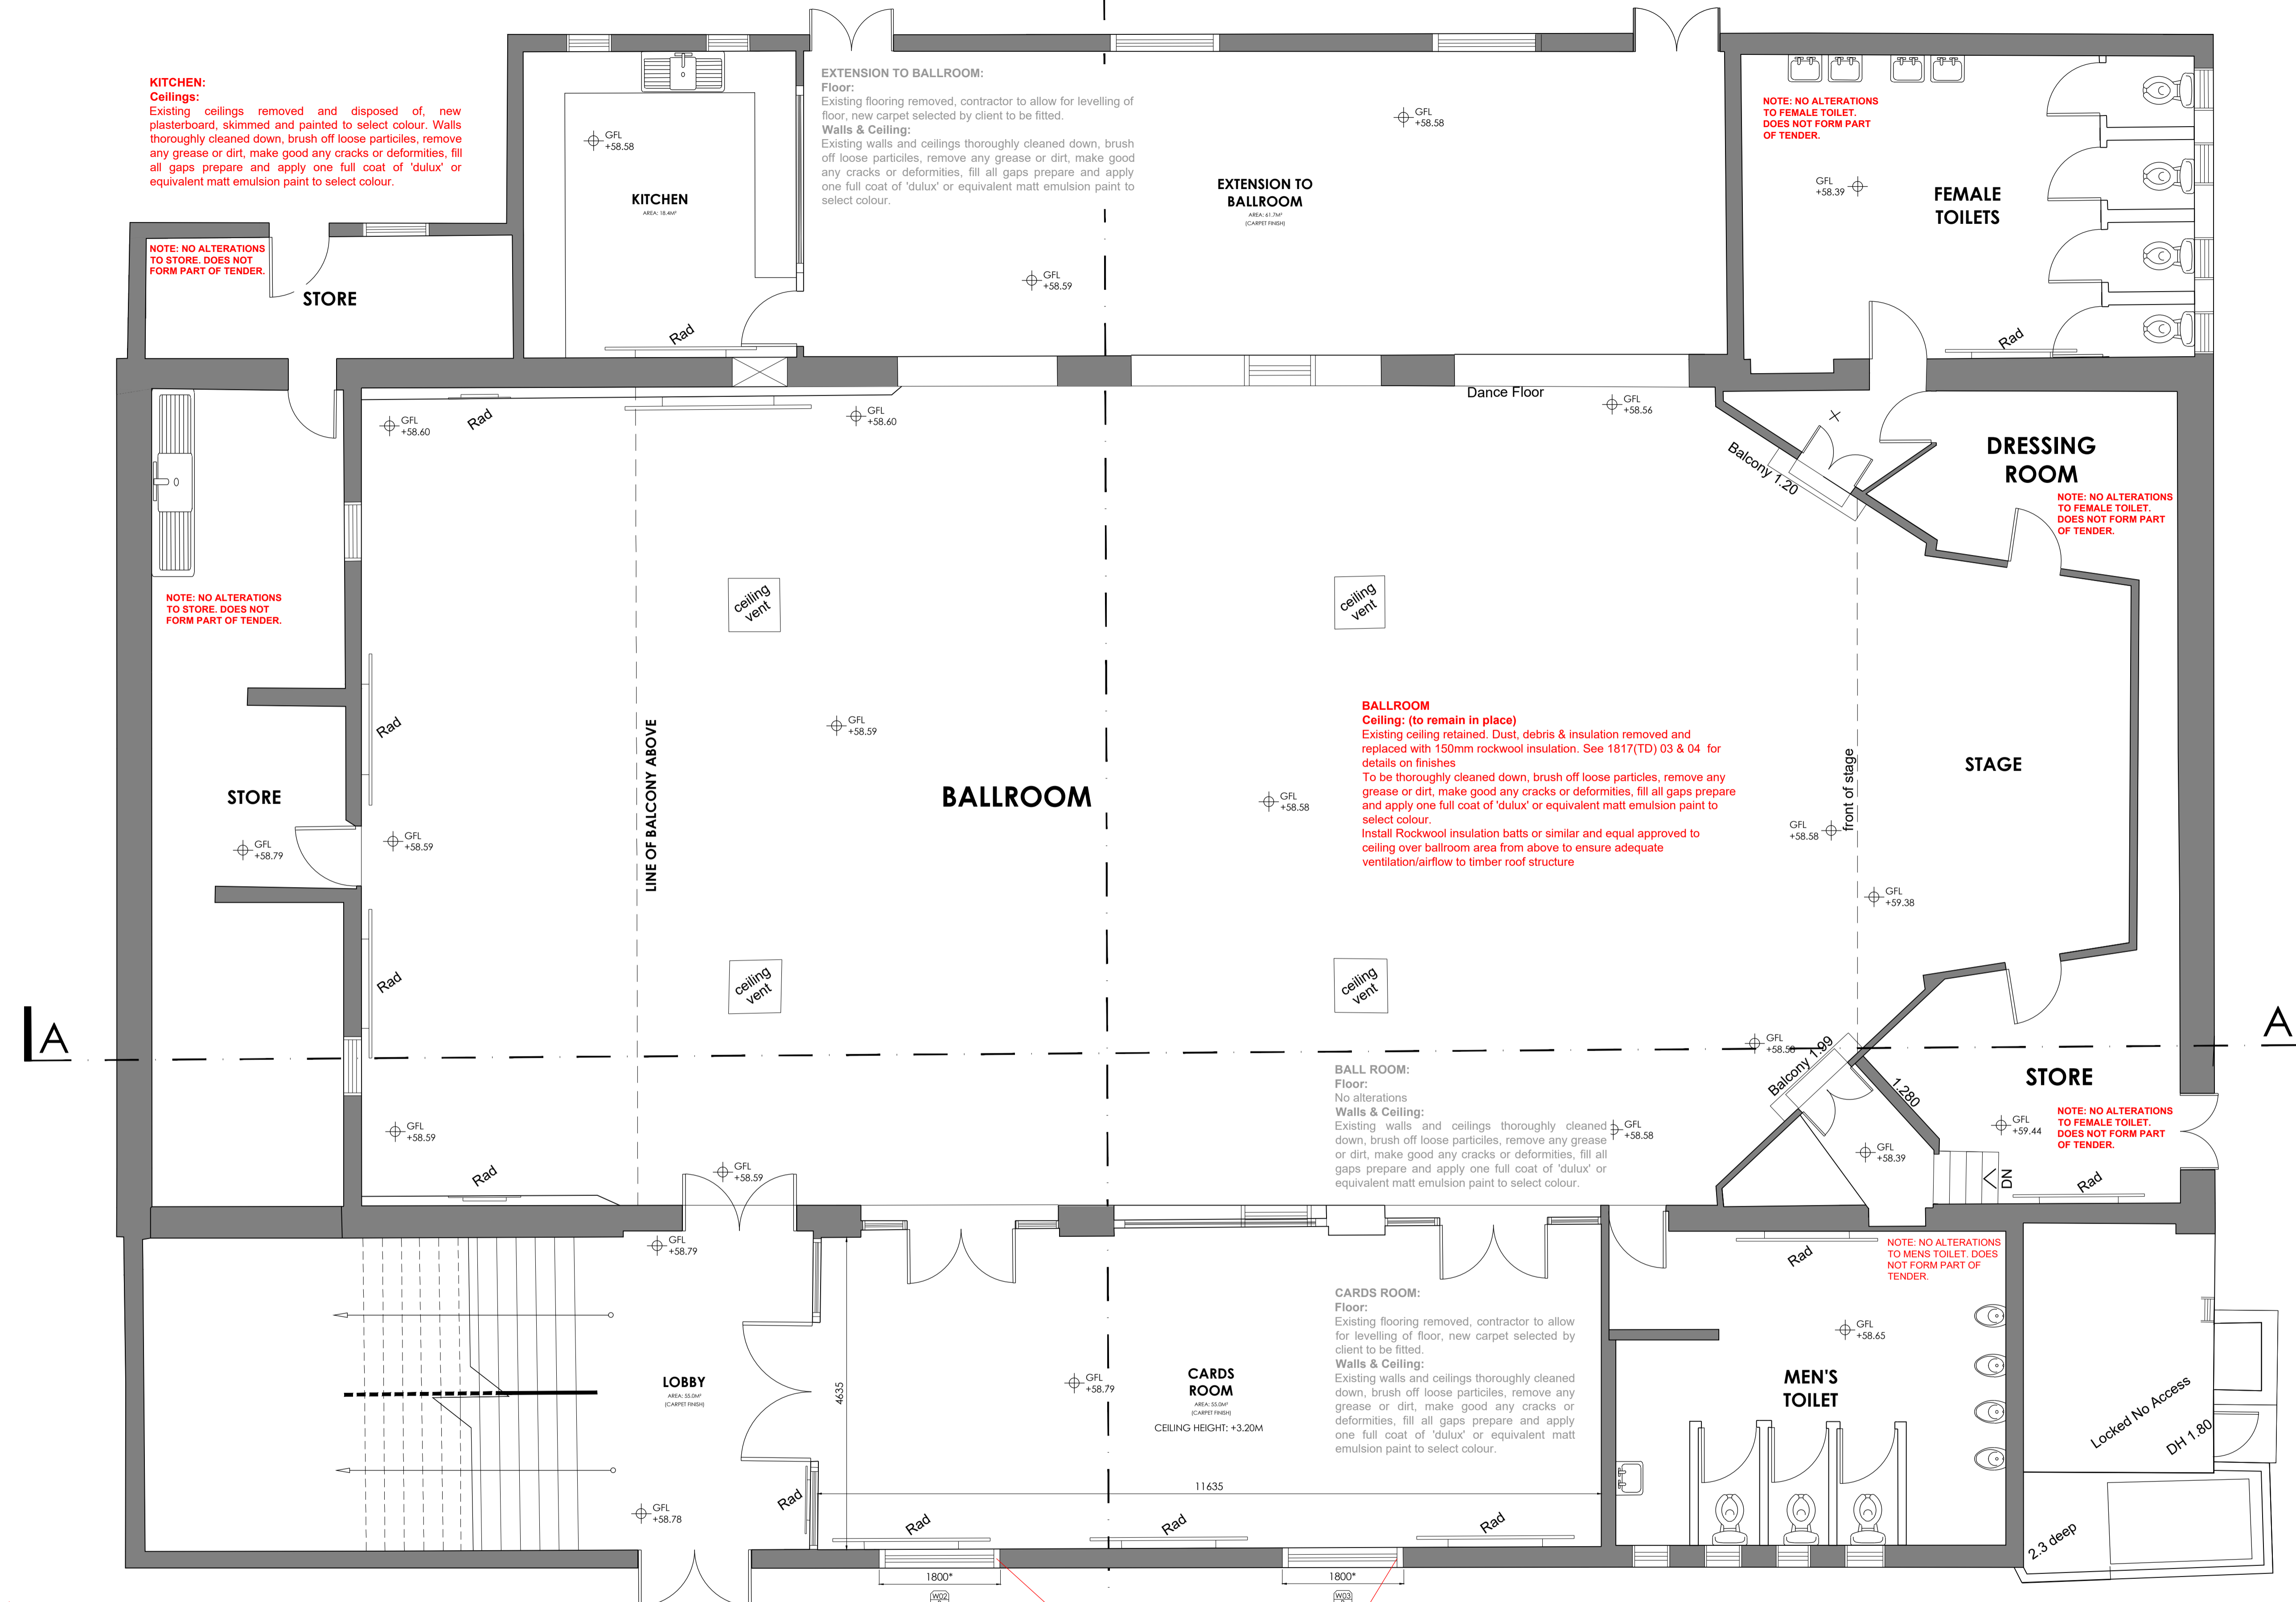 KITCHEN:
Ceilings:
Existing ceilings removed and disposed of, new
plasterboard, skimmed and painted to select colour. Walls
thoroughly cleaned down, brush off loose particiles, remove
any grease or dirt, make good any cracks or deformities, fill
all gaps prepare and apply one full coat of 'dulux' or
equivalent matt emulsion paint to select colour.
EXTENSION TO BALLROOM:
Floor:
Existing flooring removed, contractor to allow for levelling of
floor, new carpet selected by client to be fitted.
Walls & Ceiling:
Existing walls and ceilings thoroughly cleaned down, brush
off loose particiles, remove any grease or dirt, make good
any cracks or deformities, fill all gaps prepare and apply
one full coat of 'dulux' or equivalent matt emulsion paint to
select colour.
GFL
+58.58
KITCHEN
AREA: 18.4M²
Rad
GFL
+58.59
GFL
+58.58
EXTENSION TO
BALLROOM
AREA: 61.7M²
(CARPET FINISH)
NOTE: NO ALTERATIONS
TO FEMALE TOILET.
DOES NOT FORM PART
OF TENDER.
GFL
+58.39
FEMALE
TOILETS
Rad
NOTE: NO ALTERATIONS
TO STORE. DOES NOT
FORM PART OF TENDER.
STORE
Rad
GFL
+58.60
GFL
+58.60
Dance Floor
GFL
+58.56
Balcony 1.20
DRESSING
ROOM
NOTE: NO ALTERATIONS
TO FEMALE TOILET.
DOES NOT FORM PART
OF TENDER.
NOTE: NO ALTERATIONS
TO STORE. DOES NOT
FORM PART OF TENDER.
ceiling
vent
ceiling
vent
Rad
LINE OF BALCONY ABOVE
GFL
+58.59
BALLROOM
GFL
+58.58
BALLROOM
Ceiling: (to remain in place)
Existing ceiling retained. Dust, debris & insulation removed and
replaced with 150mm rockwool insulation. See 1817(TD) 03 & 04 for
details on finishes
To be thoroughly cleaned down, brush off loose particles, remove any
grease or dirt, make good any cracks or deformities, fill all gaps prepare
and apply one full coat of 'dulux' or equivalent matt emulsion paint to
select colour.
Install Rockwool insulation batts or similar and equal approved to
ceiling over ballroom area from above to ensure adequate
ventilation/airflow to timber roof structure
front of stage
STAGE
GFL
+58.58
GFL
+59.38
STORE
GFL
+58.79
GFL
+58.59
Rad
ceiling
vent
ceiling
vent
A
A
GFL
Balcony 1.99
1.280
STORE
NOTE: NO ALTERATIONS
TO FEMALE TOILET.
DOES NOT FORM PART
OF TENDER.
GFL
+59.44
GFL
+58.39
DN
Rad
BALL ROOM:
Floor:
No alterations
Walls & Ceiling:
Existing walls and ceilings thoroughly cleaned
down, brush off loose particiles, remove any grease
or dirt, make good any cracks or deformities, fill all
gaps prepare and apply one full coat of 'dulux' or
equivalent matt emulsion paint to select colour.
GFL
+58.58
GFL
+58.59
Rad
GFL
+58.59
GFL
+58.79
LOBBY
AREA: 55.0M²
(CARPET FINISH)
GFL
+58.78
Rad
4635
GFL
+58.79
CARDS
ROOM
AREA: 55.0M²
(CARPET FINISH)
CEILING HEIGHT: +3.20M
11635
CARDS ROOM:
Floor:
Existing flooring removed, contractor to allow
for levelling of floor, new carpet selected by
client to be fitted.
Walls & Ceiling:
Existing walls and ceilings thoroughly cleaned
down, brush off loose particiles, remove any
grease or dirt, make good any cracks or
deformities, fill all gaps prepare and apply
one full coat of 'dulux' or equivalent matt
emulsion paint to select colour.
Rad
Rad
Rad
Rad
NOTE: NO ALTERATIONS
TO MENS TOILET. DOES
NOT FORM PART OF
TENDER.
GFL
+58.65
MEN'S
TOILET
Locked No Access
DH 1.80
2.3 deep
1800*
W02
1800*
W03